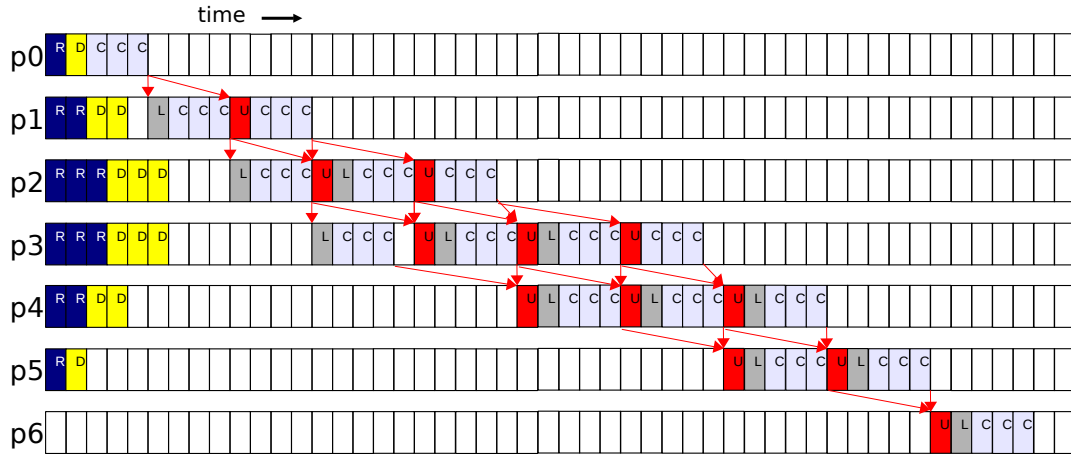 time
p0 R D C C C
p1 R R D D L C C C U C C C
p2 R R R D D D L C C C U L C C C U C C C
p3 R R R D D D L C C C U L C C C U L C C C U C C C
p4 R R D D U L C C C U L C C C U L C C C
p5 R D U L C C C U L C C C
p6 U L C C C